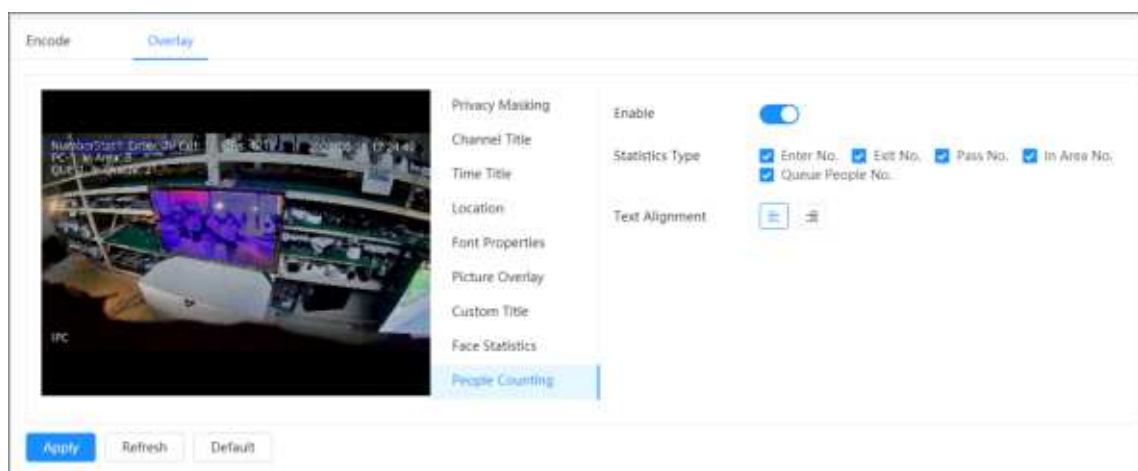 Encode
Overlay
IPC
Privacy Masking
Channel Title
Time Title
Location
Font Properties
Picture Overlay
Custom Title
Face Statistics
People Counting
Enable
Statistics Type
Enter No.
Exit No.
Pass No.
In Area No.
Queue People No.
Text Alignment
Apply
Refresh
Default